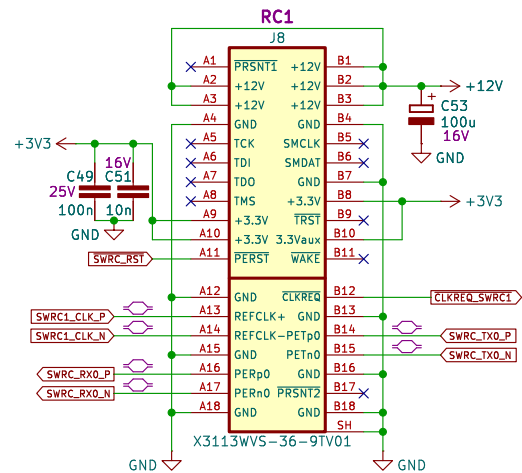 RC1
J8
A1 PRSNT1 +12V B1
A2 +12V +12V B2 +12V
A3 +12V +12V B3
A4 GND GND B4
+ C53
100u
16V
GND
+3V3
A5 TCK SMCLK B5
A6 TDI SMDAT B6
A7 TDO GND B7
A8 TMS +3.3V B8 +3V3
16V
C49 C51
25V
100n 10n
GND
A9 +3.3V TRST B9
A10 +3.3V 3.3Vaux B10
SWRC_RST A11 PERST WAKE B11
A12 GND CLKREQ B12 CLKREQ_SWRC1
SWRC1_CLK_P A13 REFCLK+ GND B13
SWRC1_CLK_N A14 REFCLK- PETp0 B14 SWRC_TX0_P
A15 GND PETn0 B15 SWRC_TX0_N
SWRC_RX0_P A16 PERp0 GND B16
SWRC_RX0_N A17 PERn0 PRSNT2 B17
A18 GND GND B18
SH
X3113WVS-36-9TV01
GND GND